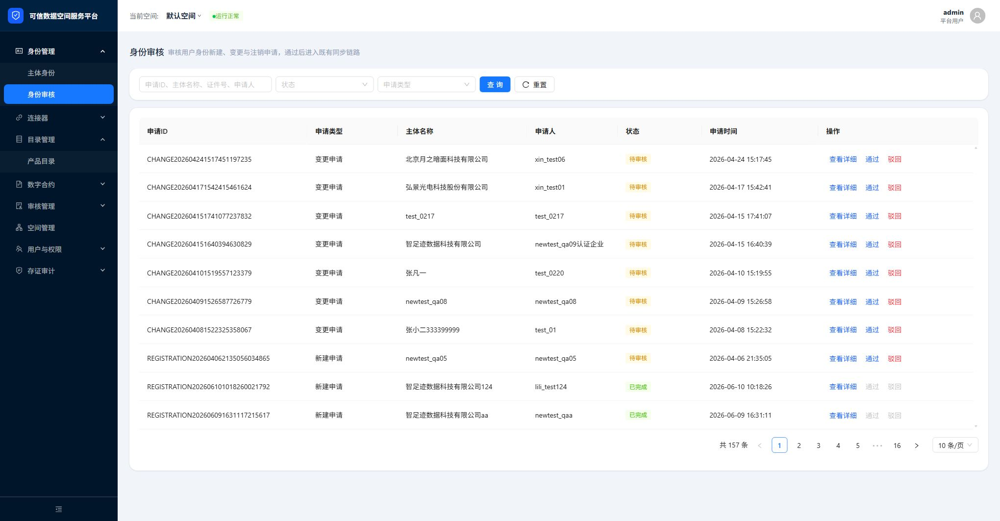 可信数据空间服务平台
当前空间: 默认空间 运行正常
admin
平台用户
身份管理
主体身份
身份审核
连接器
目录管理
产品目录
数字合约
审核管理
空间管理
用户与权限
存证审计
身份审核 审核用户身份新建、变更与注销申请，通过后进入既有同步链路
申请ID、主体名称、证件号、申请人 状态 申请类型 查 询 重置
申请ID 申请类型 主体名称 申请人 状态 申请时间 操作
CHANGE202604241517451197235 变更申请 北京月之暗面科技有限公司 xin_test06 待审核 2026-04-24 15:17:45 查看详细 通过 驳回
CHANGE202604171542415461624 变更申请 弘景光电科技股份有限公司 xin_test01 待审核 2026-04-17 15:42:41 查看详细 通过 驳回
CHANGE202604151741077237832 变更申请 test_0217 test_0217 待审核 2026-04-15 17:41:07 查看详细 通过 驳回
CHANGE202604151640394630829 变更申请 智足迹数据科技有限公司 newtest_qa09认证企业 待审核 2026-04-15 16:40:39 查看详细 通过 驳回
CHANGE202604101519557123379 变更申请 张凡一 test_0220 待审核 2026-04-10 15:19:55 查看详细 通过 驳回
CHANGE202604091526587726779 变更申请 newtest_qa08 newtest_qa08 待审核 2026-04-09 15:26:58 查看详细 通过 驳回
CHANGE202604081522325358067 变更申请 张小二333399999 test_01 待审核 2026-04-08 15:22:32 查看详细 通过 驳回
REGISTRATION202604062135056034865 新建申请 newtest_qa05 newtest_qa05 待审核 2026-04-06 21:35:05 查看详细 通过 驳回
REGISTRATION202606101018260021792 新建申请 智足迹数据科技有限公司124 lili_test124 已完成 2026-06-10 10:18:26 查看详细 通过 驳回
REGISTRATION202606091631117215617 新建申请 智足迹数据科技有限公司aa newtest_qaa 已完成 2026-06-09 16:31:11 查看详细 通过 驳回
共 157 条 < 1 2 3 4 5 ••• 16 > 10 条/页